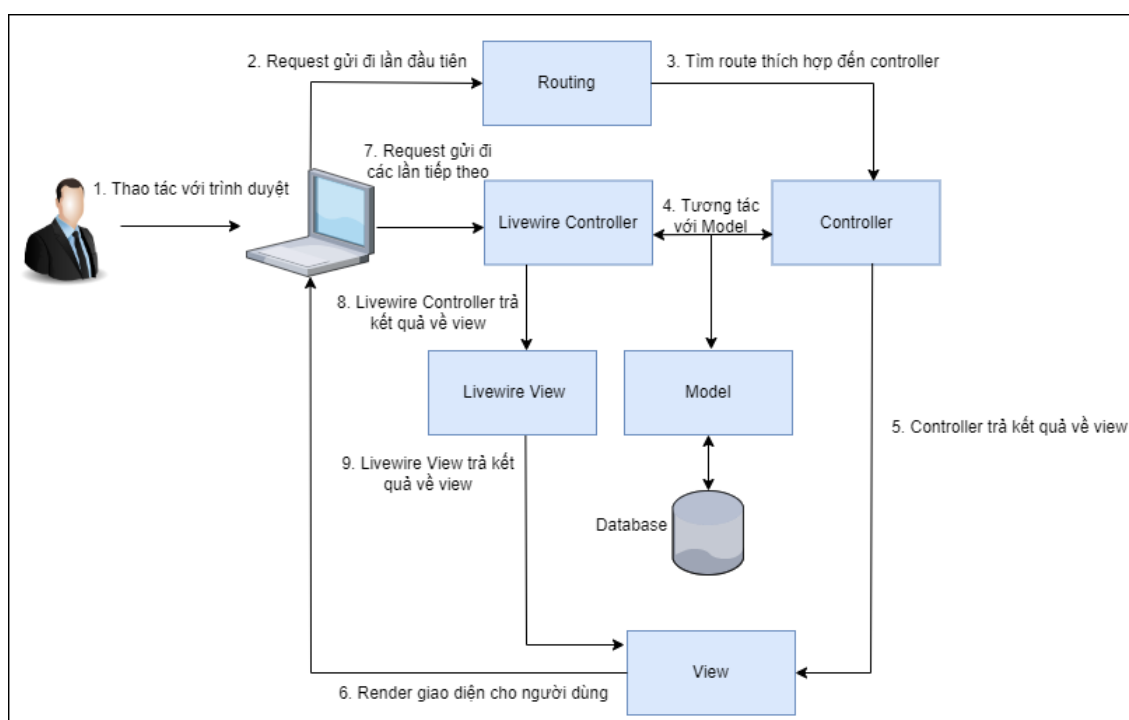 2. Request gửi đi lần đầu tiên
Routing
3. Tìm route thích hợp đến controller
7. Request gửi đi
các lần tiếp theo
1. Thao tác với trình duyệt
Livewire Controller
4. Tương tác
với Model
Controller
8. Livewire Controller trả
kết quả về view
Livewire View
Model
5. Controller trả kết quả về view
9. Livewire View trả kết
quả về view
Database
View
6. Render giao diện cho người dùng